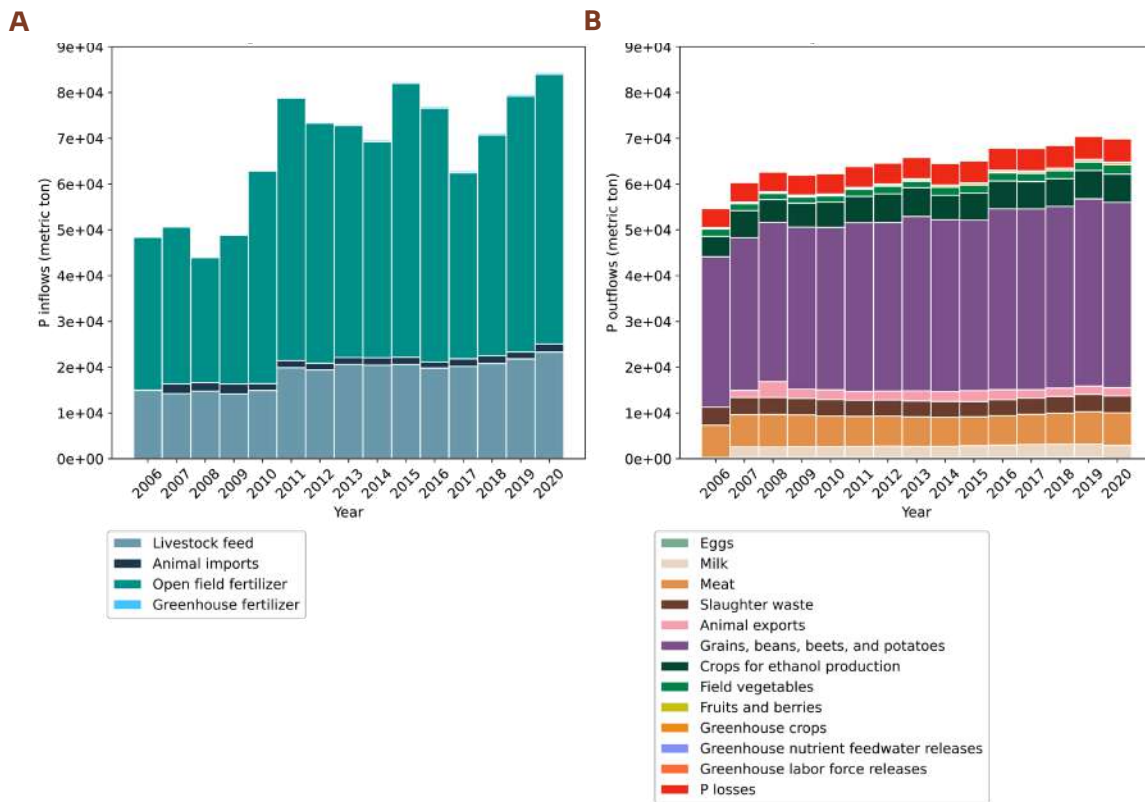 A
P inflows (metric ton)
9e+04
8e+04
7e+04
6e+04
5e+04
4e+04
3e+04
2e+04
1e+04
0e+00
2006 2007 2008 2009 2010 2011 2012 2013 2014 2015 2016 2017 2018 2019 2020
Year
Livestock feed
Animal imports
Open field fertilizer
Greenhouse fertilizer
B
P outflows (metric ton)
9e+04
8e+04
7e+04
6e+04
5e+04
4e+04
3e+04
2e+04
1e+04
0e+00
2006 2007 2008 2009 2010 2011 2012 2013 2014 2015 2016 2017 2018 2019 2020
Year
Eggs
Milk
Meat
Slaughter waste
Animal exports
Grains, beans, beets, and potatoes
Crops for ethanol production
Field vegetables
Fruits and berries
Greenhouse crops
Greenhouse nutrient feedwater releases
Greenhouse labor force releases
P losses